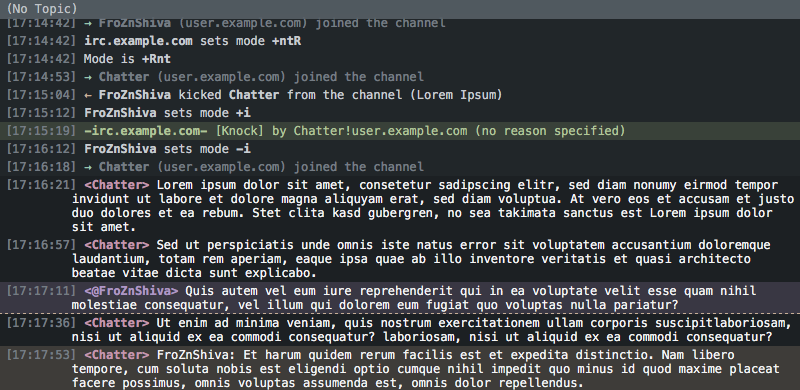 (No Topic)
[17:14:42] → FroZnShiva (user.example.com) joined the channel
[17:14:42] irc.example.com sets mode +ntR
Mode is +Rnt
[17:14:53] → Chatter (user.example.com) joined the channel
[17:15:04] ← FroZnShiva kicked Chatter from the channel (Lorem Ipsum)
[17:15:12] FroZnShiva sets mode +i
[17:15:19] -irc.example.com- [Knock] by Chatter!user.example.com (no reason specified)
[17:16:12] FroZnShiva sets mode -i
[17:16:18] → Chatter (user.example.com) joined the channel
[17:16:21] <Chatter> Lorem ipsum dolor sit amet, consetetur sadipscing elitr, sed diam nonumy eirmod tempor
invidunt ut labore et dolore magna aliquyam erat, sed diam voluptua. At vero eos et accusam et justo
duo dolores et ea rebum. Stet clita kasd gubergren, no sea takimata sanctus est Lorem ipsum dolor
sit amet.
[17:16:57] <Chatter> Sed ut perspiciatis unde omnis iste natus error sit voluptatem accusantium doloremque
laudantium, totam rem aperiam, eaque ipsa quae ab illo inventore veritatis et quasi architecto
beatae vitae dicta sunt explicabo.
[17:17:11] <@FroZnShiva> Quis autem vel eum iure reprehenderit qui in ea voluptate velit esse quam nihil
molestiae consequatur, vel illum qui dolorem eum fugiat quo voluptas nulla pariatur?
[17:17:36] <Chatter> Ut enim ad minima veniam, quis nostrum exercitationem ullam corporis suscipitlaboriosam,
nisi ut aliquid ex ea commodi consequatur? laboriosam, nisi ut aliquid ex ea commodi consequatur?
[17:17:53] <Chatter> FroZnShiva: Et harum quidem rerum facilis est et expedita distinctio. Nam libero
tempore, cum soluta nobis est eligendi optio cumque nihil impedit quo minus id quod maxime placeat
facere possimus, omnis voluptas assumenda est, omnis dolor repellendus.